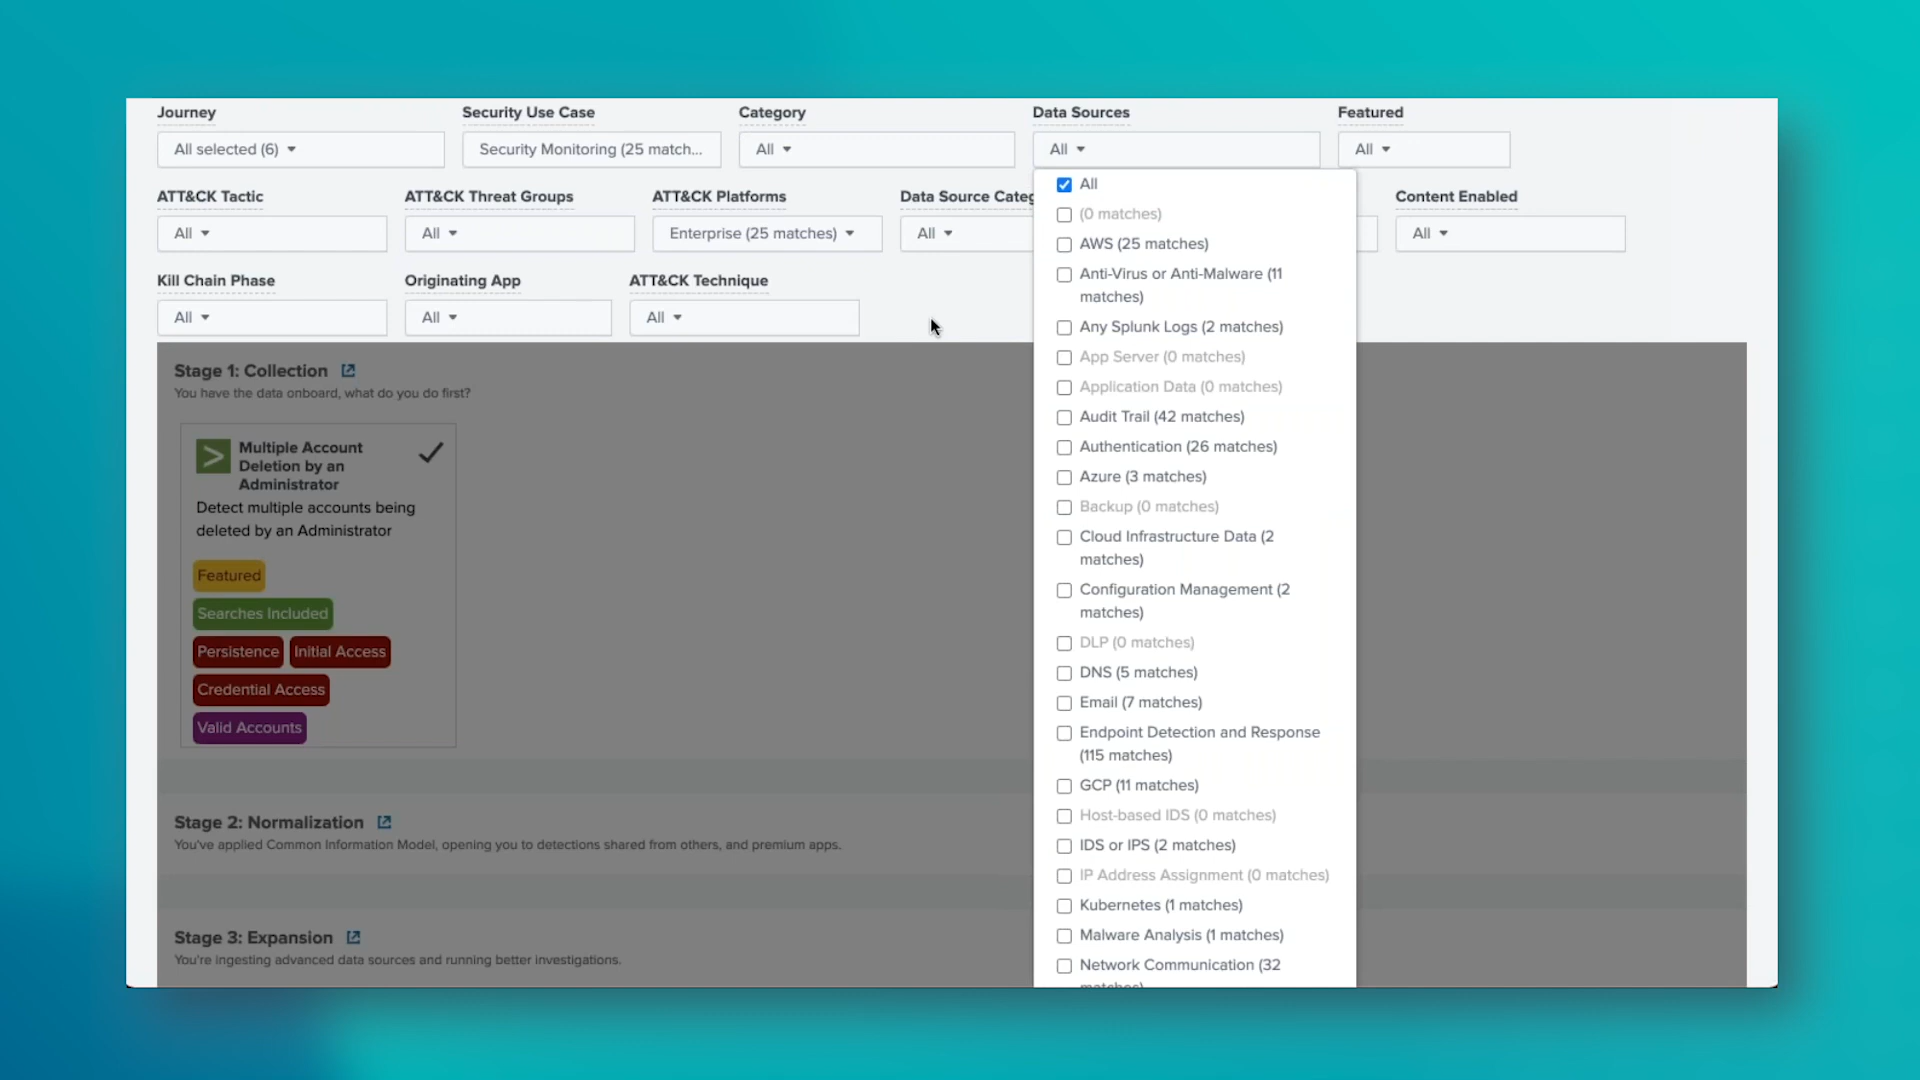 Journey
Security Use Case
Category
Data Sources
Featured
All selected (6)
Security Monitoring (25 match...
All
All
All
ATT&CK Tactic
ATT&CK Threat Groups
ATT&CK Platforms
Data Source Categ
Content Enabled
All
All
Enterprise (25 matches)
All
All
Kill Chain Phase
Originating App
ATT&CK Technique
All
All
All
All
(0 matches)
AWS (25 matches)
Anti-Virus or Anti-Malware (11
matches)
Any Splunk Logs (2 matches)
App Server (0 matches)
Application Data (0 matches)
Audit Trail (42 matches)
Authentication (26 matches)
Azure (3 matches)
Backup (0 matches)
Cloud Infrastructure Data (2
matches)
Configuration Management (2
matches)
DLP (0 matches)
DNS (5 matches)
Email (7 matches)
Endpoint Detection and Response
(115 matches)
GCP (11 matches)
Host-based IDS (0 matches)
IDS or IPS (2 matches)
IP Address Assignment (0 matches)
Kubernetes (1 matches)
Malware Analysis (1 matches)
Network Communication (32
matches)
Stage 1: Collection
You have the data onboard, what do you do first?
Multiple Account
Deletion by an
Administrator
Detect multiple accounts being
deleted by an Administrator
Featured
Searches Included
Persistence
Initial Access
Credential Access
Valid Accounts
Stage 2: Normalization
You've applied Common Information Model, opening you to detections shared from others, and premium apps.
Stage 3: Expansion
You're ingesting advanced data sources and running better investigations.